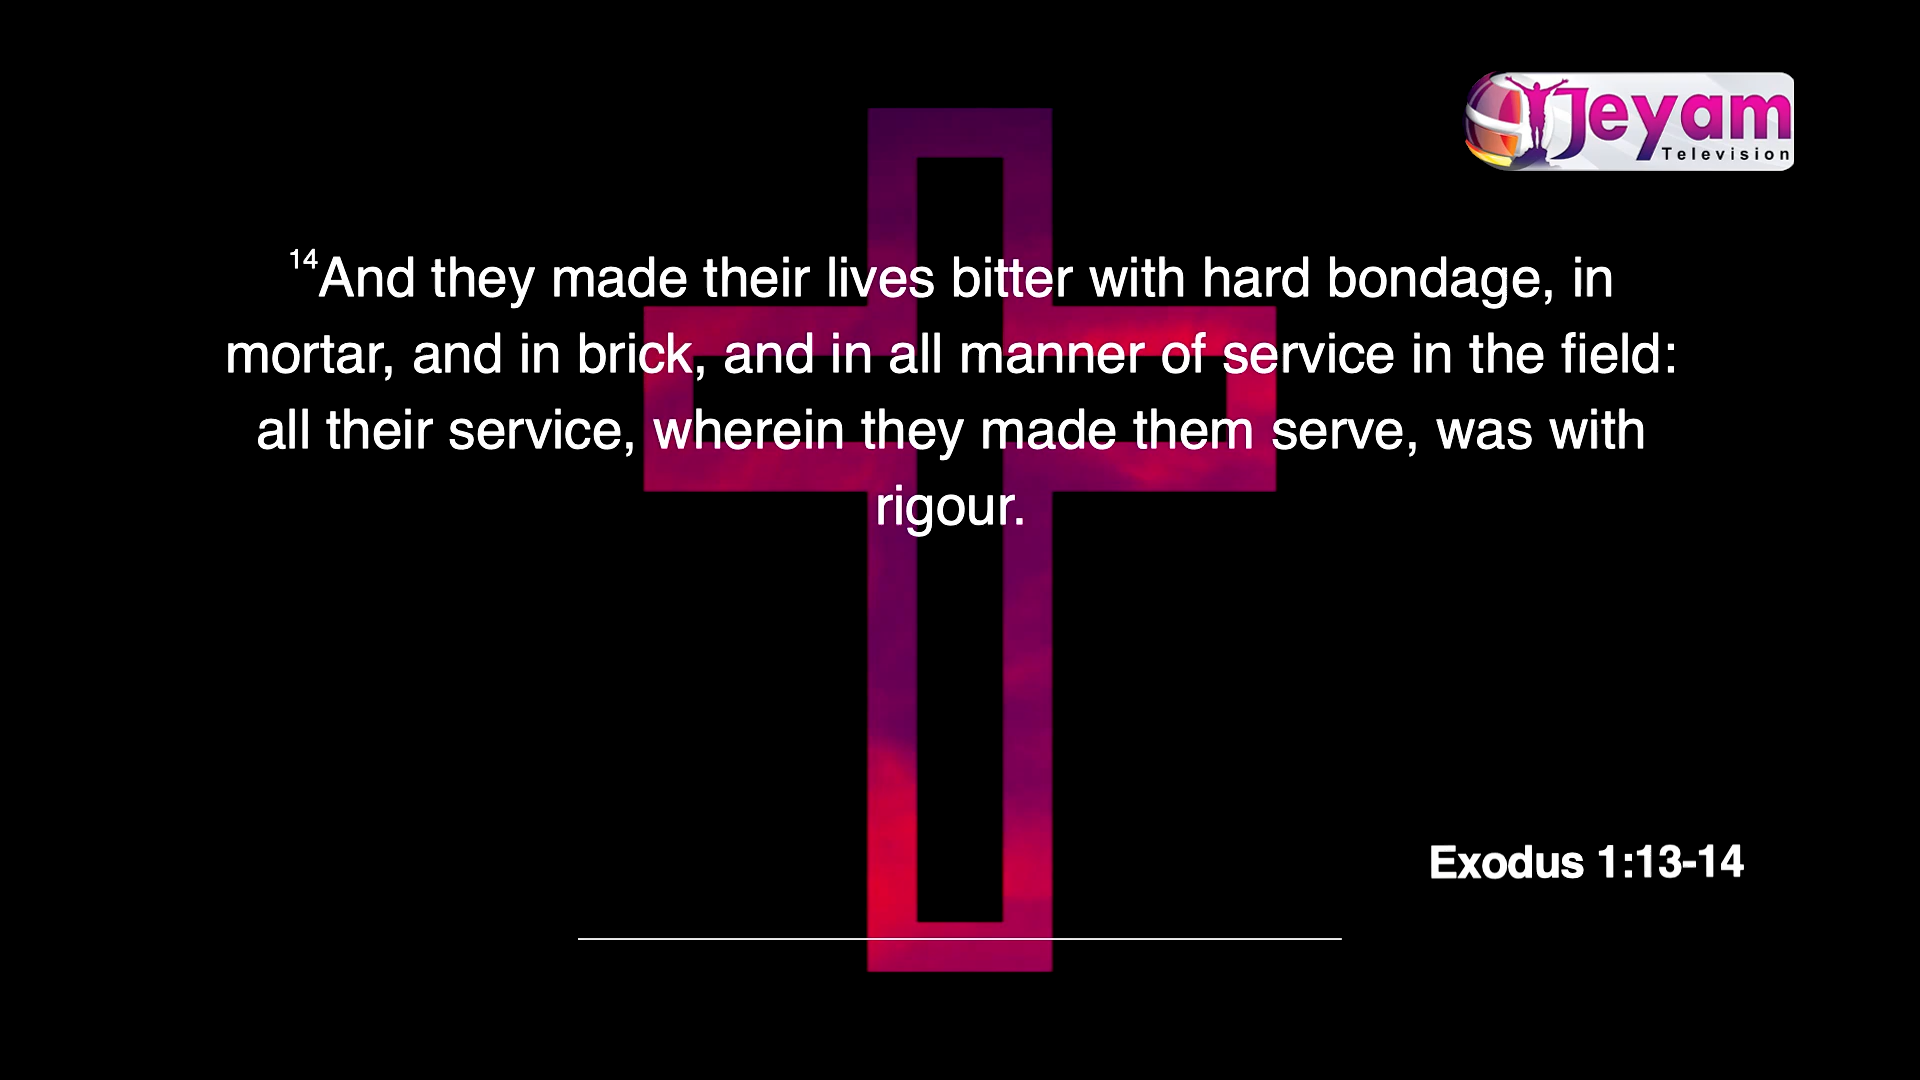 Jeyam
Television
14And they made their lives bitter with hard bondage, in
mortar, and in brick, and in all manner of service in the field:
all their service, wherein they made them serve, was with
rigour.
Exodus 1:13-14